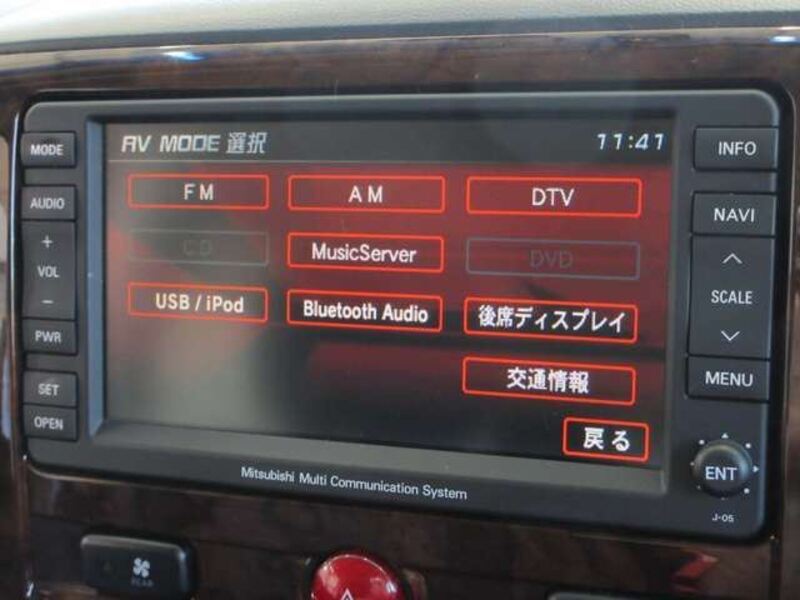 AV MODE 選択
11:41
FM
AM
DTV
CD
MusicServer
DVD
USB / iPod
Bluetooth Audio
後席ディスプレイ
交通情報
戻る
MODE
AUDIO
+
VOL
−
PWR
SET
OPEN
INFO
NAVI
SCALE
MENU
ENT
J-05
Mitsubishi Multi Communication System
REAR